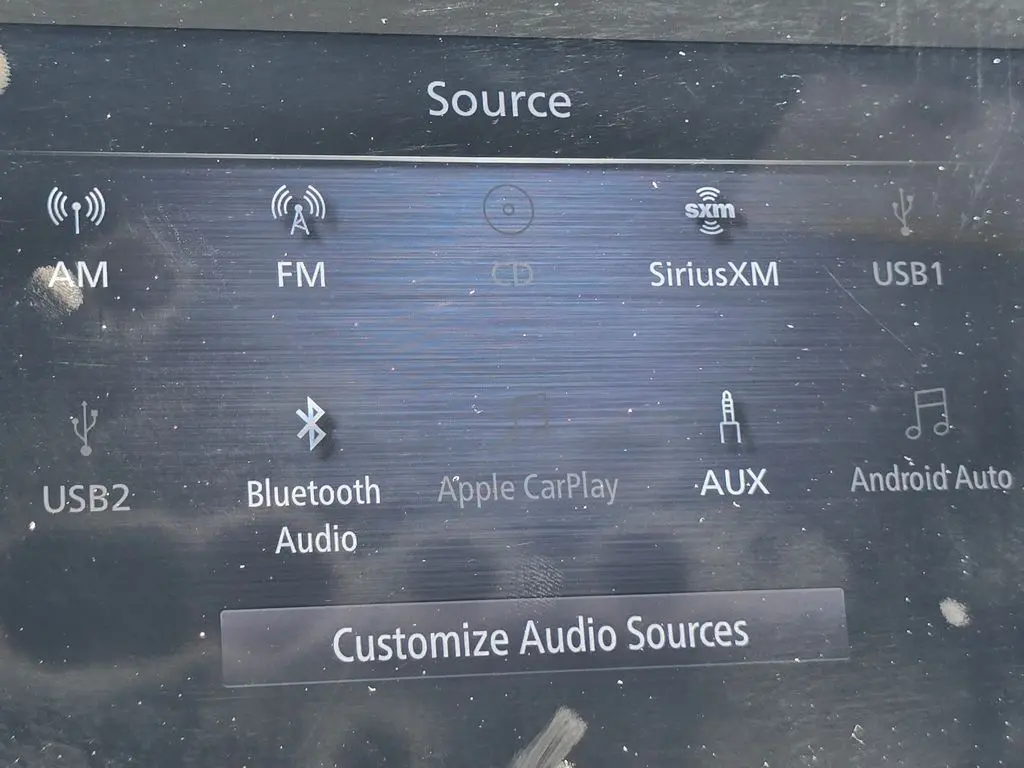 Source
sxm
AM
FM
CD
SiriusXM
USB1
USB2
Bluetooth
Audio
Apple CarPlay
AUX
Android Auto
Customize Audio Sources